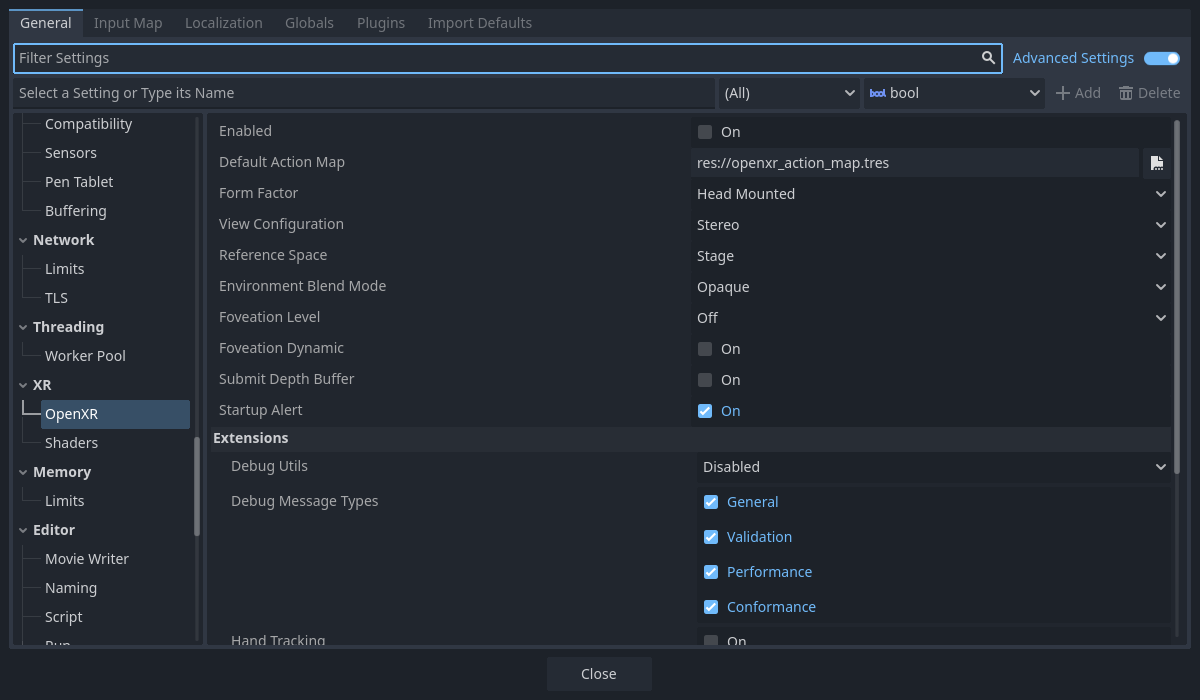 General Input Map Localization Globals Plugins Import Defaults
Filter Settings Advanced Settings
Select a Setting or Type its Name (All) bool bool Add Delete
Compatibility
Sensors
Pen Tablet
Buffering
Network
Limits
TLS
Threading
Worker Pool
XR
OpenXR
Shaders
Memory
Limits
Editor
Movie Writer
Naming
Script
Run
Enabled On
Default Action Map res://openxr_action_map.tres
Form Factor Head Mounted
View Configuration Stereo
Reference Space Stage
Environment Blend Mode Opaque
Foveation Level Off
Foveation Dynamic On
Submit Depth Buffer On
Startup Alert On
Extensions
Debug Utils Disabled
Debug Message Types General
Validation
Performance
Conformance
Hand Tracking On
Close